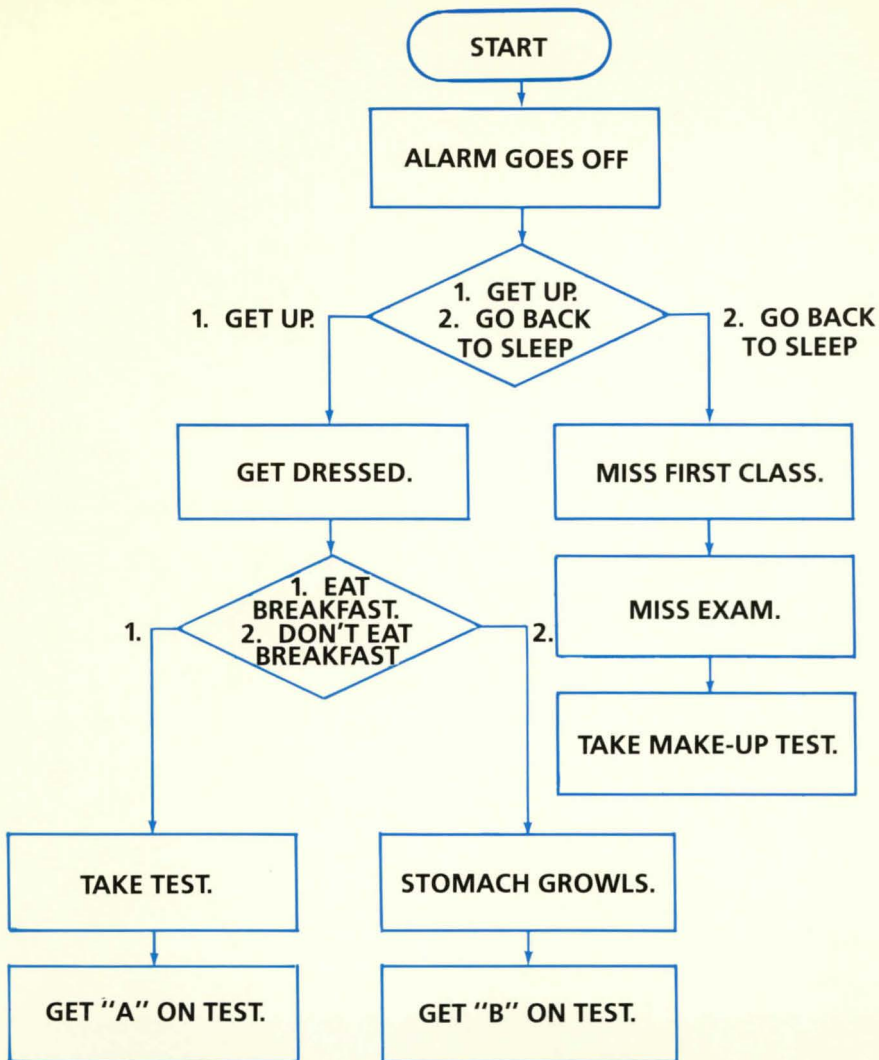 START
ALARM GOES OFF
1. GET UP.
2. GO BACK
TO SLEEP
1. GET UP.
2. GO BACK
TO SLEEP
GET DRESSED.
MISS FIRST CLASS.
1. EAT
BREAKFAST.
2. DON'T EAT
BREAKFAST
1.
2.
MISS EXAM.
TAKE MAKE-UP TEST.
TAKE TEST.
STOMACH GROWLS.
GET "A" ON TEST.
GET "B" ON TEST.